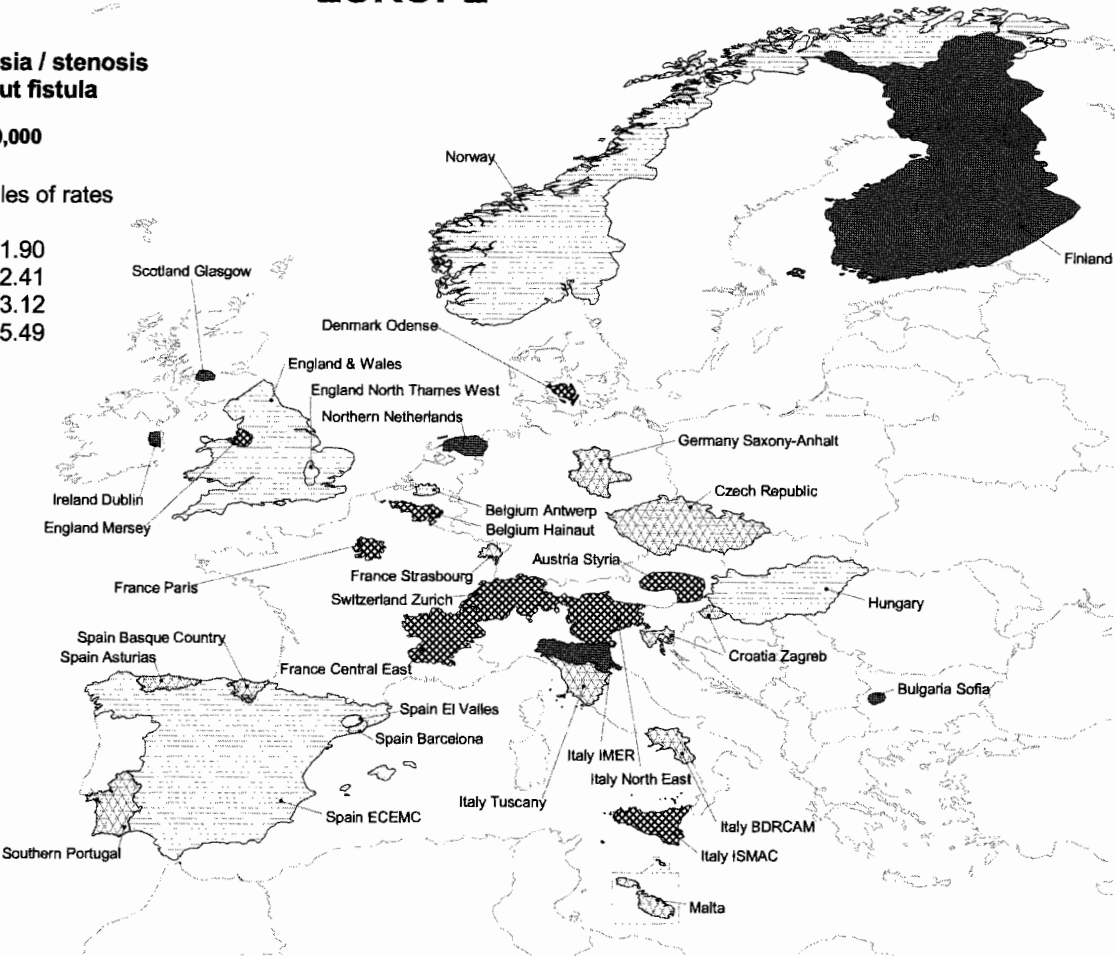 sia / stenosis
ut fistula
0,000
les of rates
1.90
2.41
3.12
5.49
Norway
Finland
Scotland Glasgow
Denmark Odense
England & Wales
England North Thames West
Northern Netherlands
Germany Saxony-Anhalt
Czech Republic
Ireland Dublin
England Mersey
Belgium Antwerp
Belgium Hainaut
Austria Styria
France Paris
France Strasbourg
Switzerland Zurich
Hungary
Spain Basque Country
Spain Asturias
France Central East
Croatia Zagreb
Bulgaria Sofia
Spain El Valles
Spain Barcelona
Italy IMER
Italy North East
Italy Tuscany
Spain ECEMC
Italy BDRCAM
Southern Portugal
Italy ISMAC
Malta